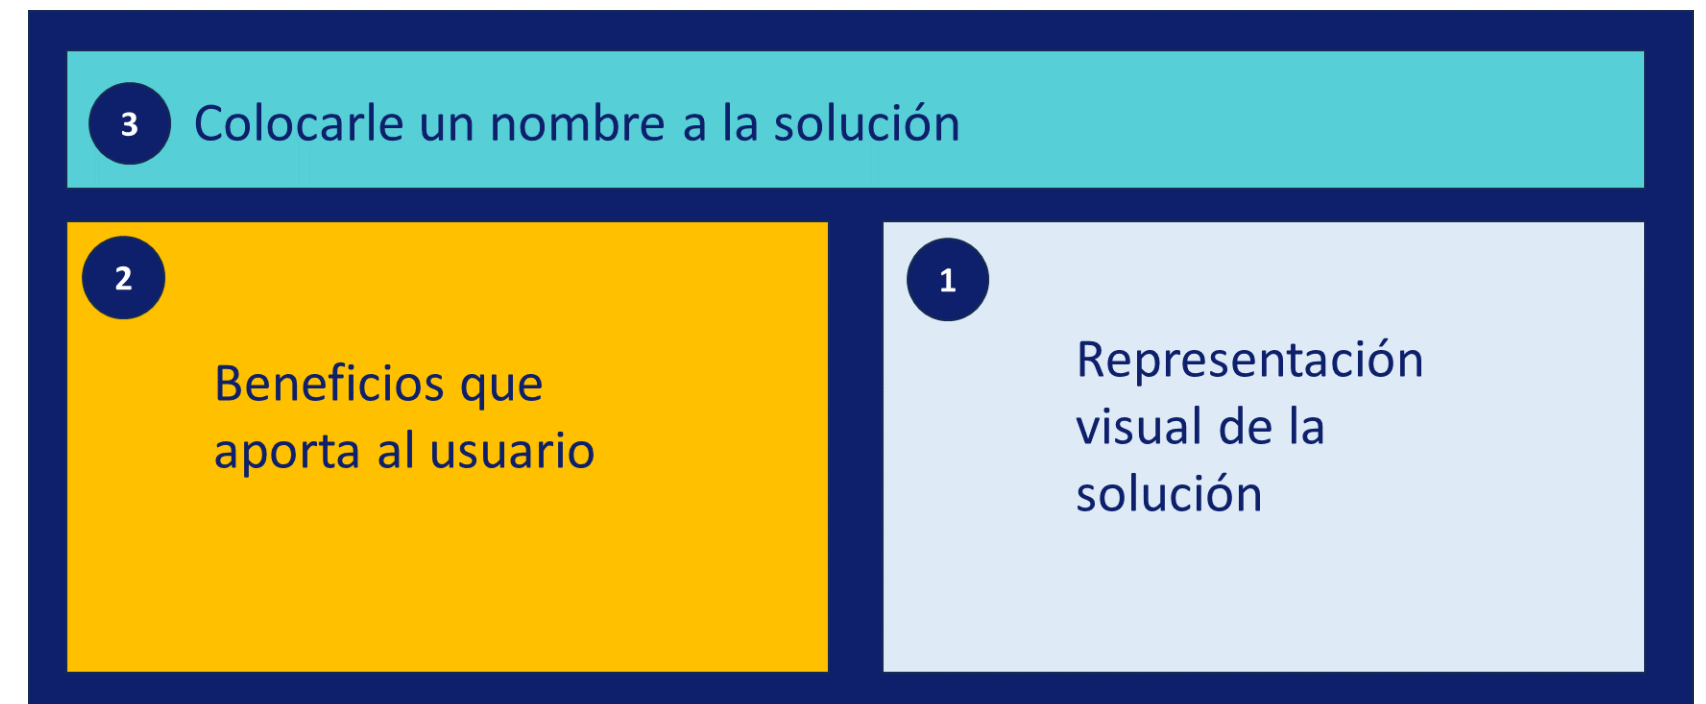 3 Colocarle un nombre a la solución
2
Beneficios que
aporta al usuario
1
Representación
visual de la
solución